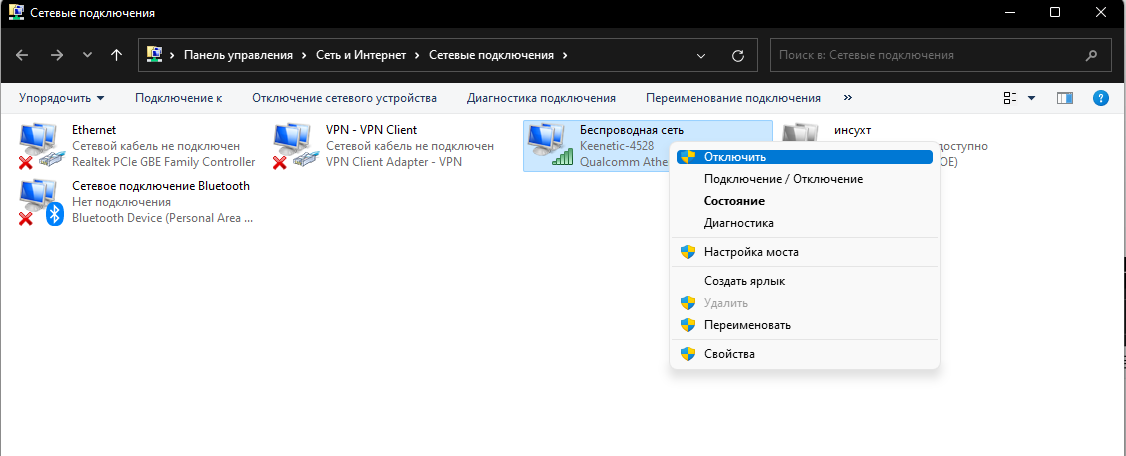 Сетевые подключения
Панель управления > Сеть и Интернет > Сетевые подключения >
Поиск в: Сетевые подключения
Упорядочить
Подключение к
Отключение сетевого устройства
Диагностика подключения
Переименование подключения
»
Ethernet
Сетевой кабель не подключен
Realtek PCIe GBE Family Controller
VPN - VPN Client
Сетевой кабель не подключен
VPN Client Adapter - VPN
Беспроводная сеть
Keenetic-4528
Qualcomm Athe
инсухт
доступно
OE)
Сетевое подключение Bluetooth
Нет подключения
Bluetooth Device (Personal Area ...
Отключить
Подключение / Отключение
Состояние
Диагностика
Настройка моста
Создать ярлык
Удалить
Переименовать
Свойства